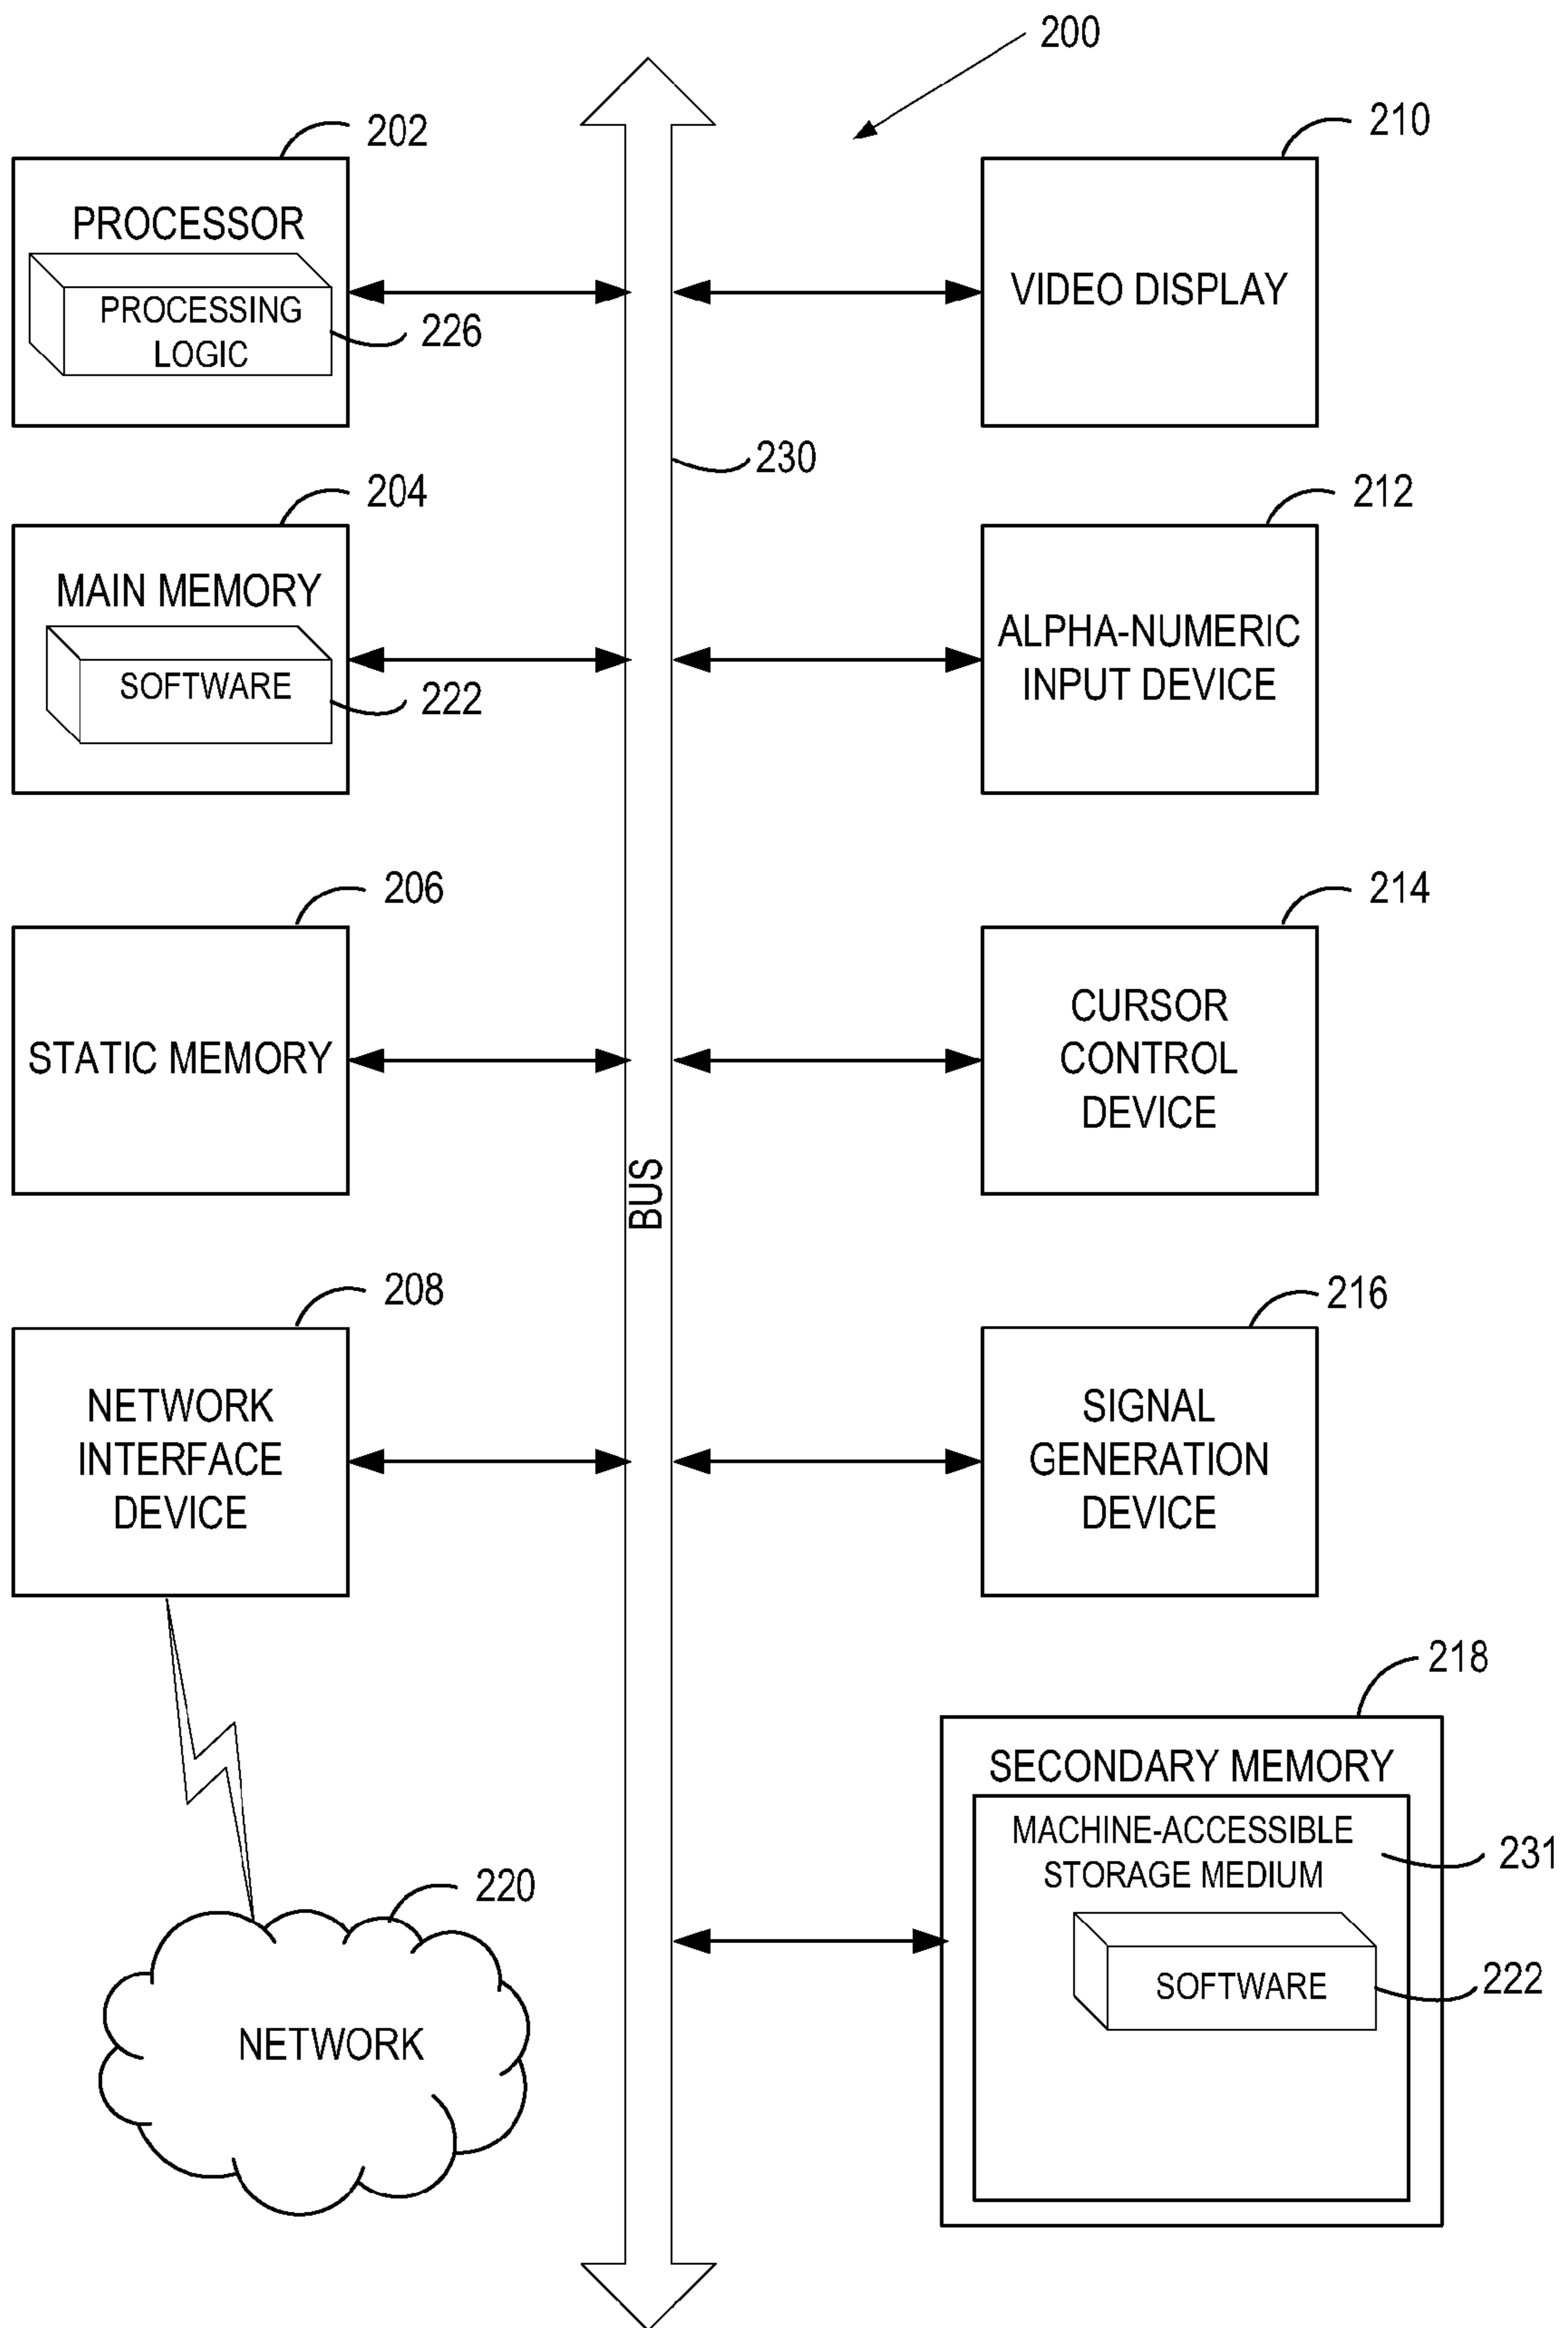 200
202
PROCESSOR
PROCESSING
LOGIC
226
210
VIDEO DISPLAY
230
204
MAIN MEMORY
SOFTWARE
222
212
ALPHA-NUMERIC
INPUT DEVICE
206
STATIC MEMORY
214
CURSOR
CONTROL
DEVICE
BUS
208
NETWORK
INTERFACE
DEVICE
216
SIGNAL
GENERATION
DEVICE
218
SECONDARY MEMORY
MACHINE-ACCESSIBLE
STORAGE MEDIUM
231
SOFTWARE
222
220
NETWORK